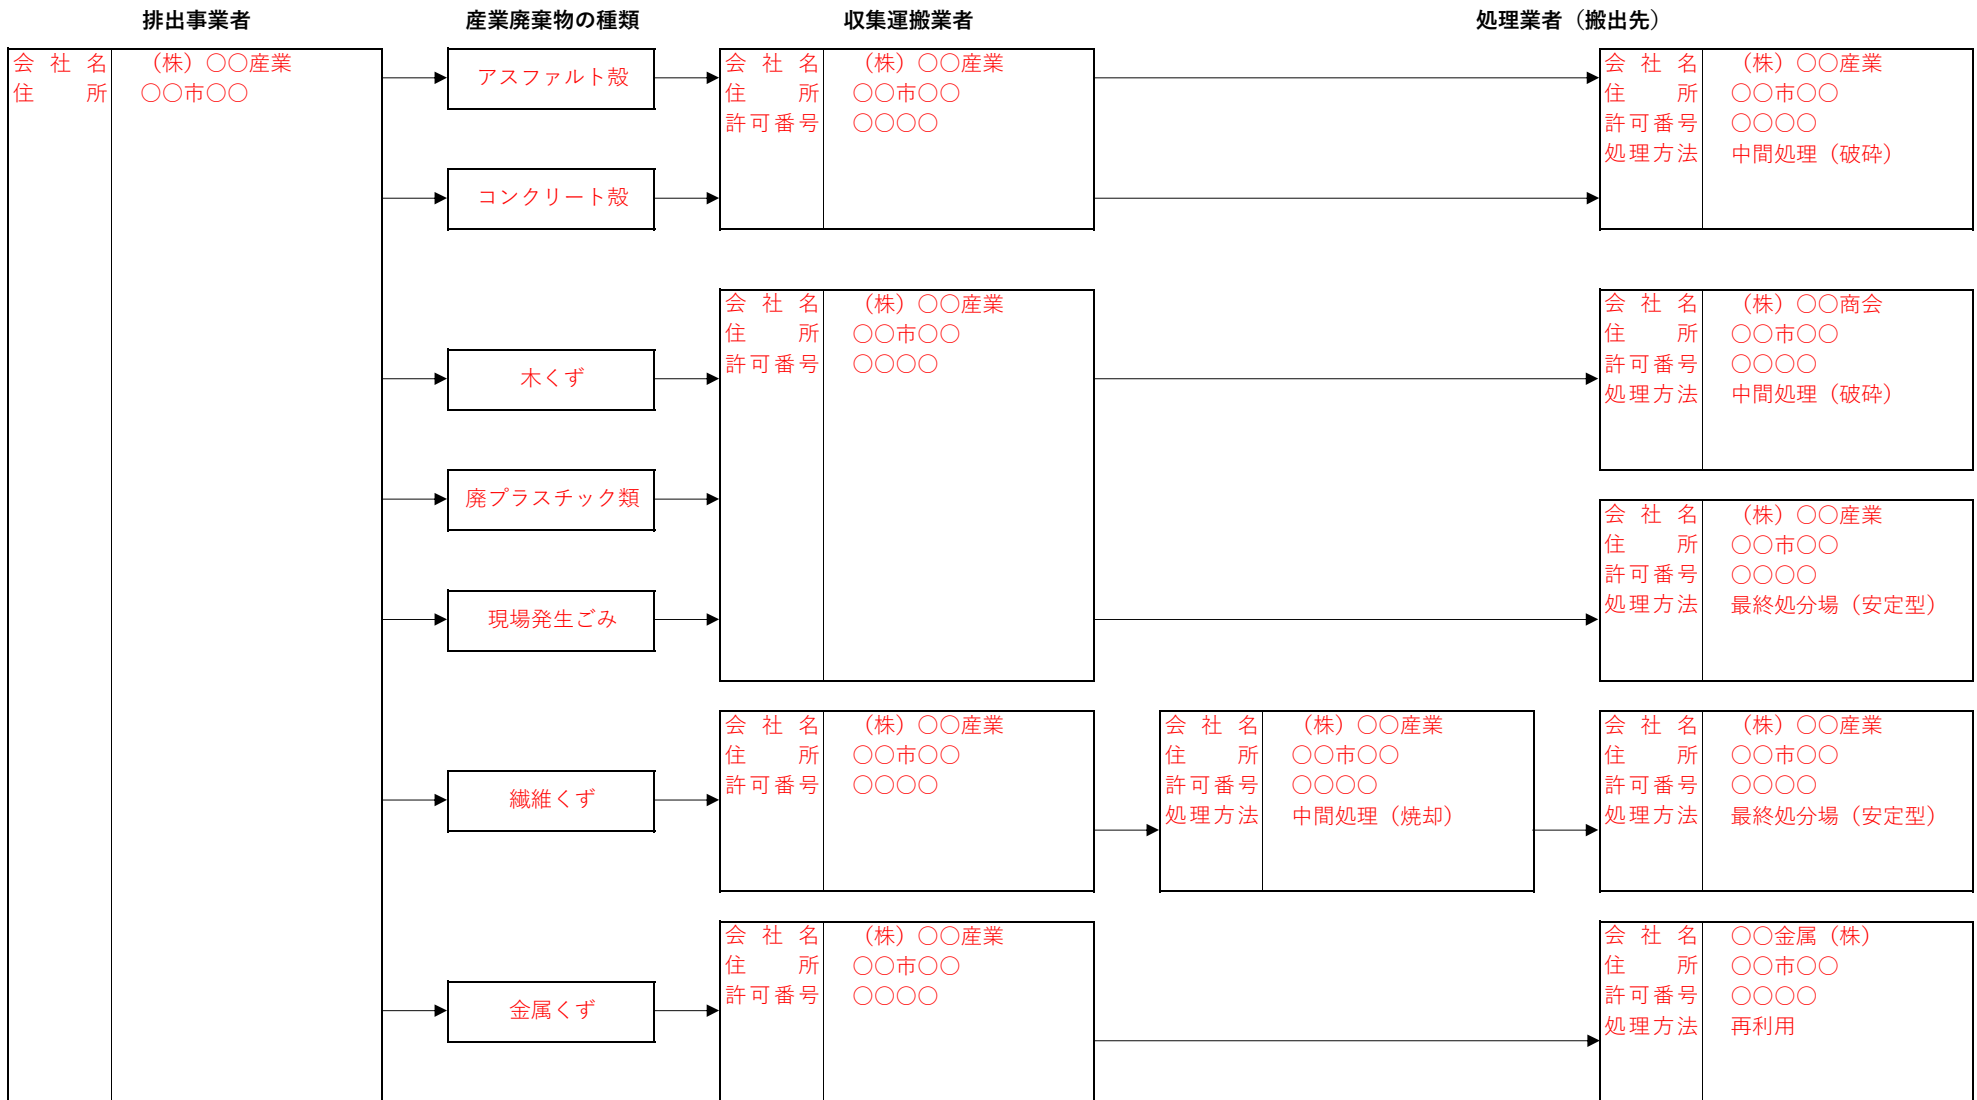 排出事業者
産業廃棄物の種類
収集運搬業者
処理業者（搬出先）
会社名 （株）〇〇産業
住所 〇〇市〇〇
アスファルト殻
コンクリート殻
木くず
廃プラスチック類
現場発生ごみ
繊維くず
金属くず
会社名 （株）〇〇産業
住所 〇〇市〇〇
許可番号 〇〇〇〇
会社名 （株）〇〇産業
住所 〇〇市〇〇
許可番号 〇〇〇〇
会社名 （株）〇〇産業
住所 〇〇市〇〇
許可番号 〇〇〇〇
会社名 （株）〇〇産業
住所 〇〇市〇〇
許可番号 〇〇〇〇
会社名 （株）〇〇産業
住所 〇〇市〇〇
許可番号 〇〇〇〇
処理方法 中間処理（焼却）
会社名 （株）〇〇産業
住所 〇〇市〇〇
許可番号 〇〇〇〇
処理方法 中間処理（破砕）
会社名 （株）〇〇商会
住所 〇〇市〇〇
許可番号 〇〇〇〇
処理方法 中間処理（破砕）
会社名 （株）〇〇産業
住所 〇〇市〇〇
許可番号 〇〇〇〇
処理方法 最終処分場（安定型）
会社名 （株）〇〇産業
住所 〇〇市〇〇
許可番号 〇〇〇〇
処理方法 最終処分場（安定型）
会社名 〇〇金属（株）
住所 〇〇市〇〇
許可番号 〇〇〇〇
処理方法 再利用